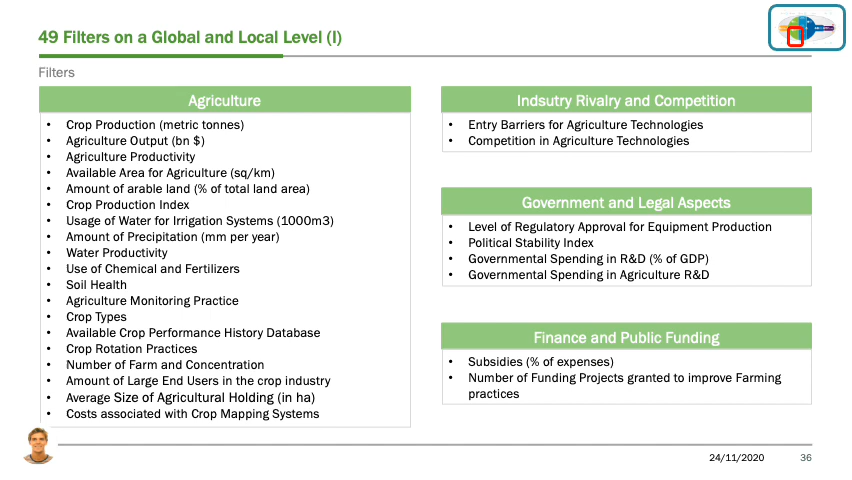 49 Filters on a Global and Local Level (I)
Filters
Agriculture
• Crop Production (metric tonnes)
• Agriculture Output (bn $)
• Agriculture Productivity
• Available Area for Agriculture (sq/km)
• Amount of arable land (% of total land area)
• Crop Production Index
• Usage of Water for Irrigation Systems (1000m3)
• Amount of Precipitation (mm per year)
• Water Productivity
• Use of Chemical and Fertilizers
• Soil Health
• Agriculture Monitoring Practice
• Crop Types
• Available Crop Performance History Database
• Crop Rotation Practices
• Number of Farm and Concentration
• Amount of Large End Users in the crop industry
• Average Size of Agricultural Holding (in ha)
• Costs associated with Crop Mapping Systems
Indsutry Rivalry and Competition
• Entry Barriers for Agriculture Technologies
• Competition in Agriculture Technologies
Government and Legal Aspects
• Level of Regulatory Approval for Equipment Production
• Political Stability Index
• Governmental Spending in R&D (% of GDP)
• Governmental Spending in Agriculture R&D
Finance and Public Funding
• Subsidies (% of expenses)
• Number of Funding Projects granted to improve Farming
practices
24/11/2020
36